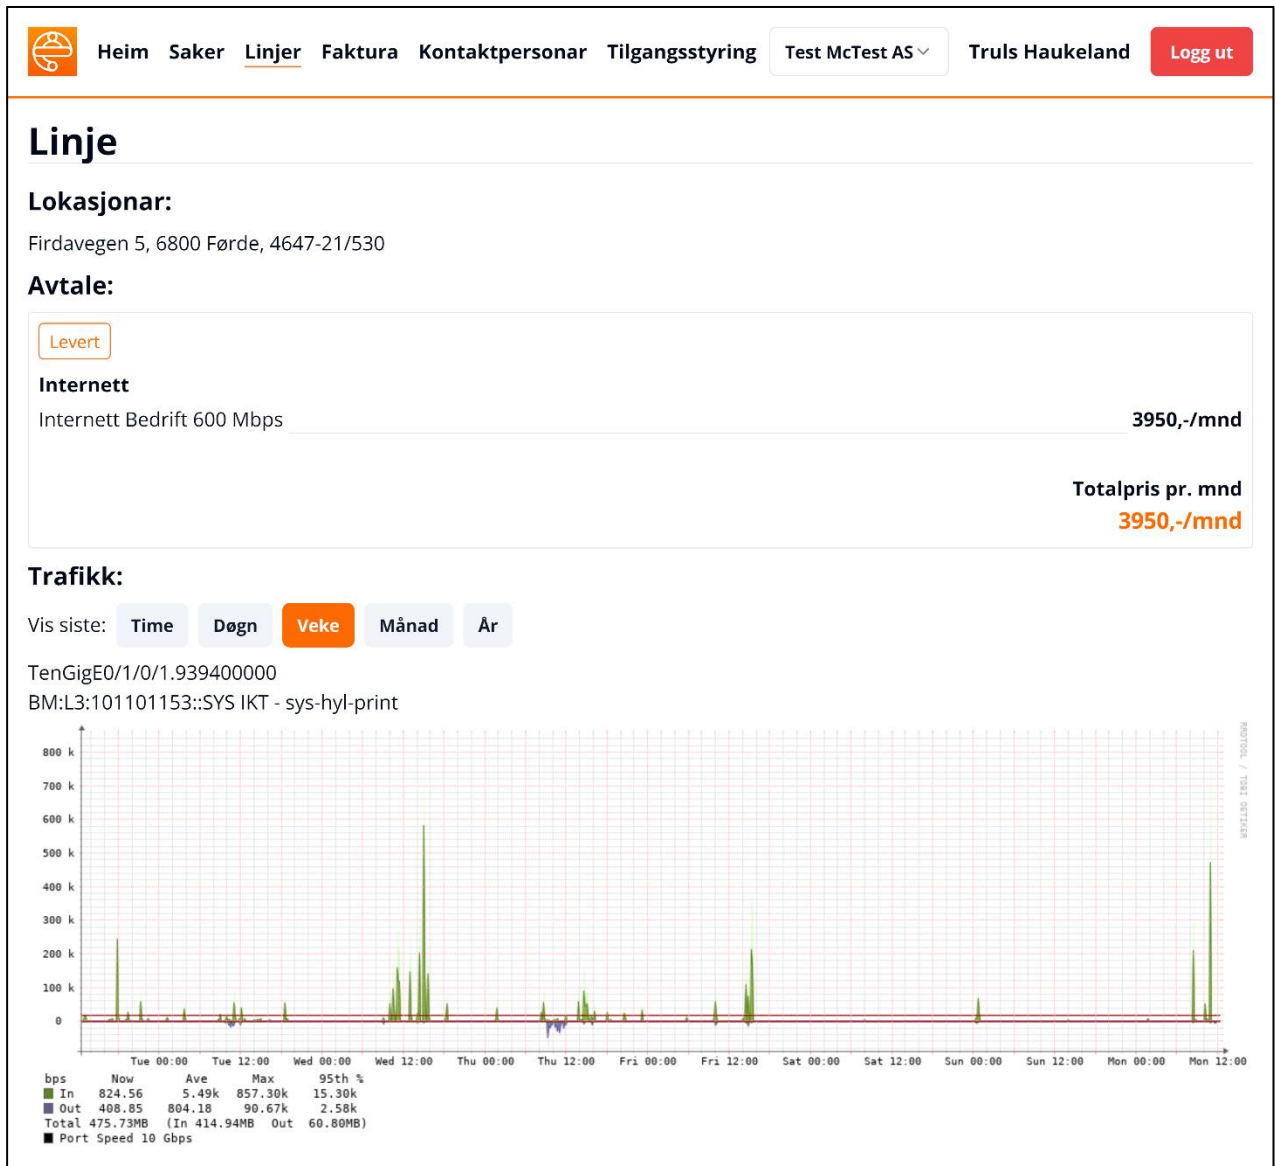 Heim Saker Linjer Faktura Kontaktpersonar Tilgangsstyring Test McTest AS Truls Haukeland Logg ut
Linje
Lokasjonar:
Firdavegen 5, 6800 Førde, 4647-21/530
Avtale:
Levert
Internett
Internett Bedrift 600 Mbps 3950,-/mnd
Totalpris pr. mnd
3950,-/mnd
Trafikk:
Vis siste: Time Døgn Veke Månad År
TenGigE0/1/0/1.939400000
BM:L3:101101153::SYS IKT - sys-hyl-print
RRDTOOL / TOBI OETIKER
800 k
700 k
600 k
500 k
400 k
300 k
200 k
100 k
0
Tue 00:00 Tue 12:00 Wed 00:00 Wed 12:00 Thu 00:00 Thu 12:00 Fri 00:00 Fri 12:00 Sat 00:00 Sat 12:00 Sun 00:00 Sun 12:00 Mon 00:00 Mon 12:00
bps Now Ave Max 95th %
In 824.56 5.49k 857.30k 15.30k
Out 408.85 804.18 90.67k 2.58k
Total 475.73MB (In 414.94MB Out 60.80MB)
Port Speed 10 Gbps